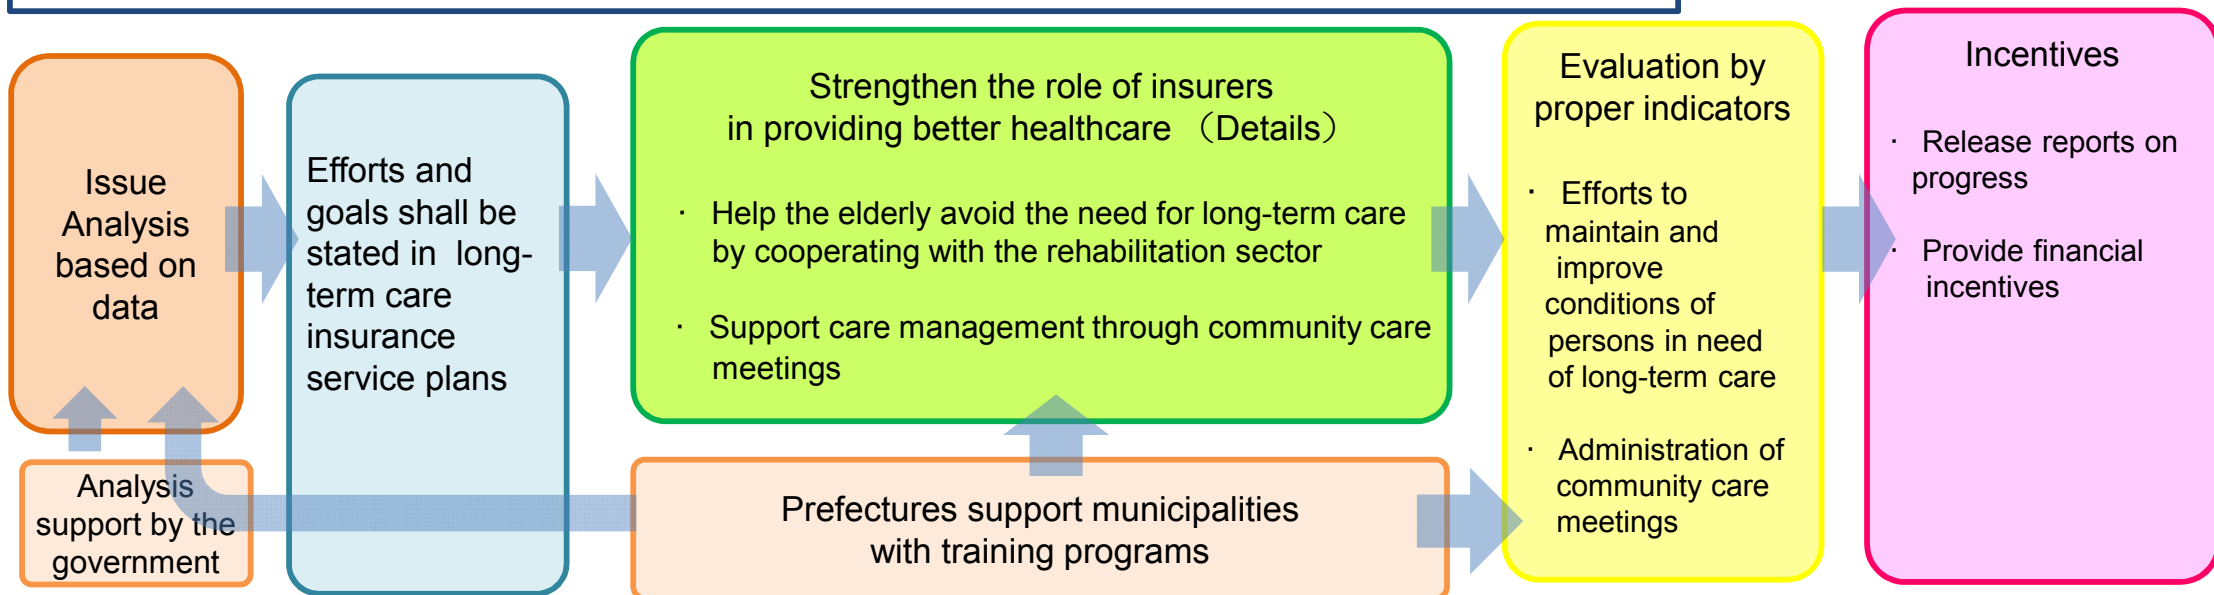 Issue
Analysis
based on
data
Analysis
support by the
government
Efforts and
goals shall be
stated in long-
term care
insurance
service plans
Strengthen the role of insurers
in providing better healthcare （Details）
· Help the elderly avoid the need for long-term care
by cooperating with the rehabilitation sector
· Support care management through community care
meetings
Prefectures support municipalities
with training programs
Evaluation by
proper indicators
· Efforts to
maintain and
improve
conditions of
persons in need
of long-term care
· Administration of
community care
meetings
Incentives
· Release reports on
progress
· Provide financial
incentives